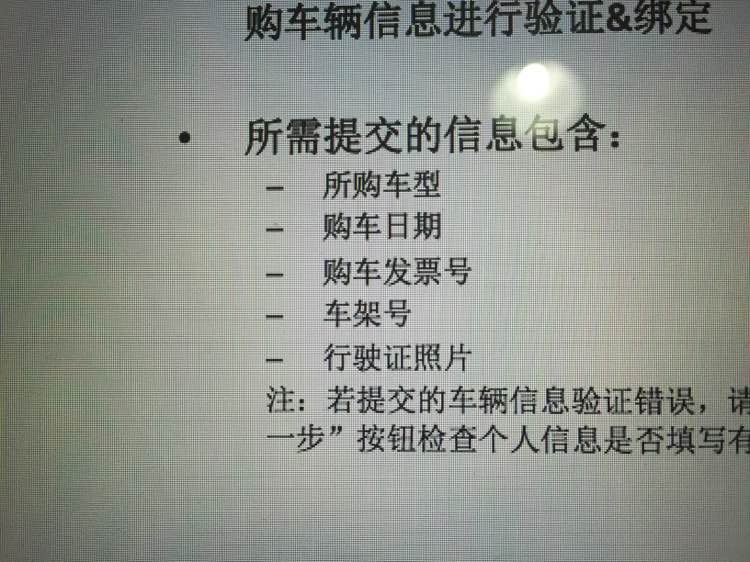 购车辆信息进行验证&绑定
• 所需提交的信息包含：
– 所购车型
– 购车日期
– 购车发票号
– 车架号
– 行驶证照片
注：若提交的车辆信息验证错误，请
一步”按钮检查个人信息是否填写有